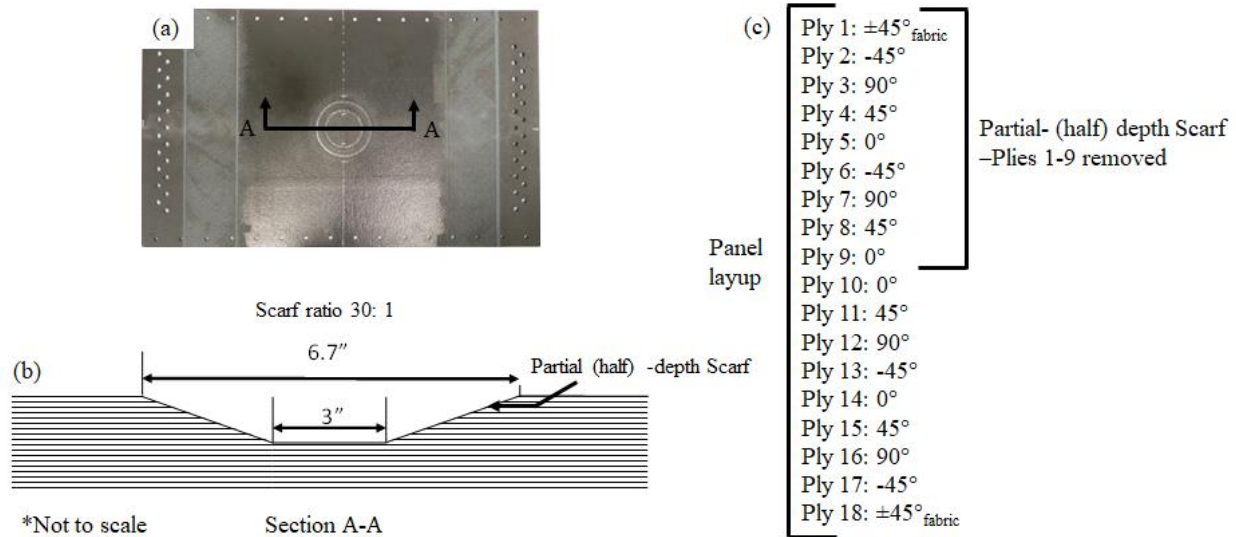 (a)
A
A
Scarf ratio 30: 1
(b)
6.7″
Partial (half) -depth Scarf
3″
*Not to scale
Section A-A
(c)
Panel
layup
Ply 1: ±45°fabric
Ply 2: -45°
Ply 3: 90°
Ply 4: 45°
Ply 5: 0°
Ply 6: -45°
Ply 7: 90°
Ply 8: 45°
Ply 9: 0°
Ply 10: 0°
Ply 11: 45°
Ply 12: 90°
Ply 13: -45°
Ply 14: 0°
Ply 15: 45°
Ply 16: 90°
Ply 17: -45°
Ply 18: ±45°fabric
Partial- (half) depth Scarf
–Plies 1-9 removed